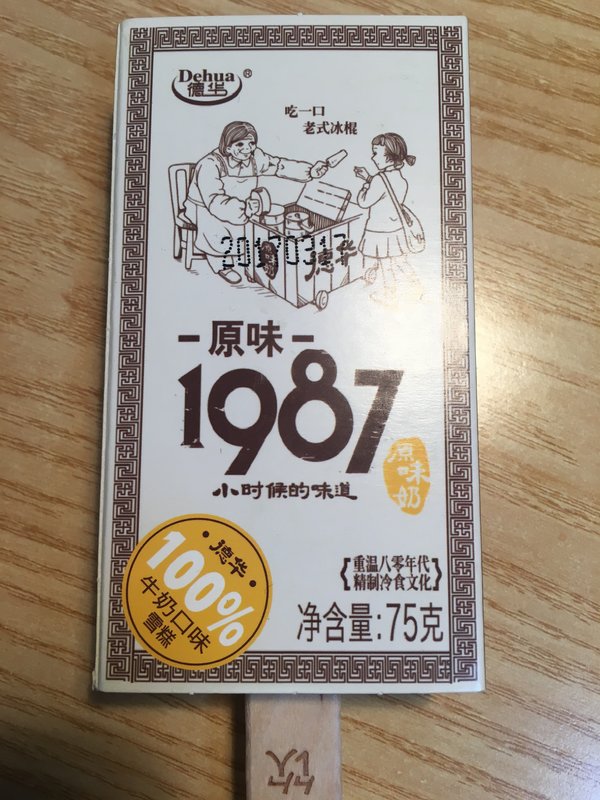 Dehua®
德华
吃一口
老式冰棍
20170317
德华
－原味－
1987
原味奶
小时候的味道
·德华·
100%
牛奶口味
雪糕
重温八零年代
精制冷食文化
净含量:75克
饮